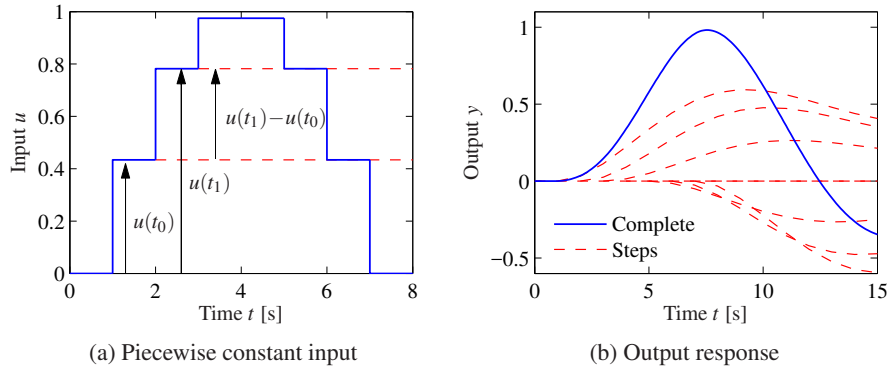 1
0.8
0.6
0.4
0.2
0
Input u
u(t₁)−u(t₀)
u(t₁)
u(t₀)
0 2 4 6 8
Time t [s]
(a) Piecewise constant input
1
0.5
0
−0.5
Output y
Complete
Steps
0 5 10 15
Time t [s]
(b) Output response